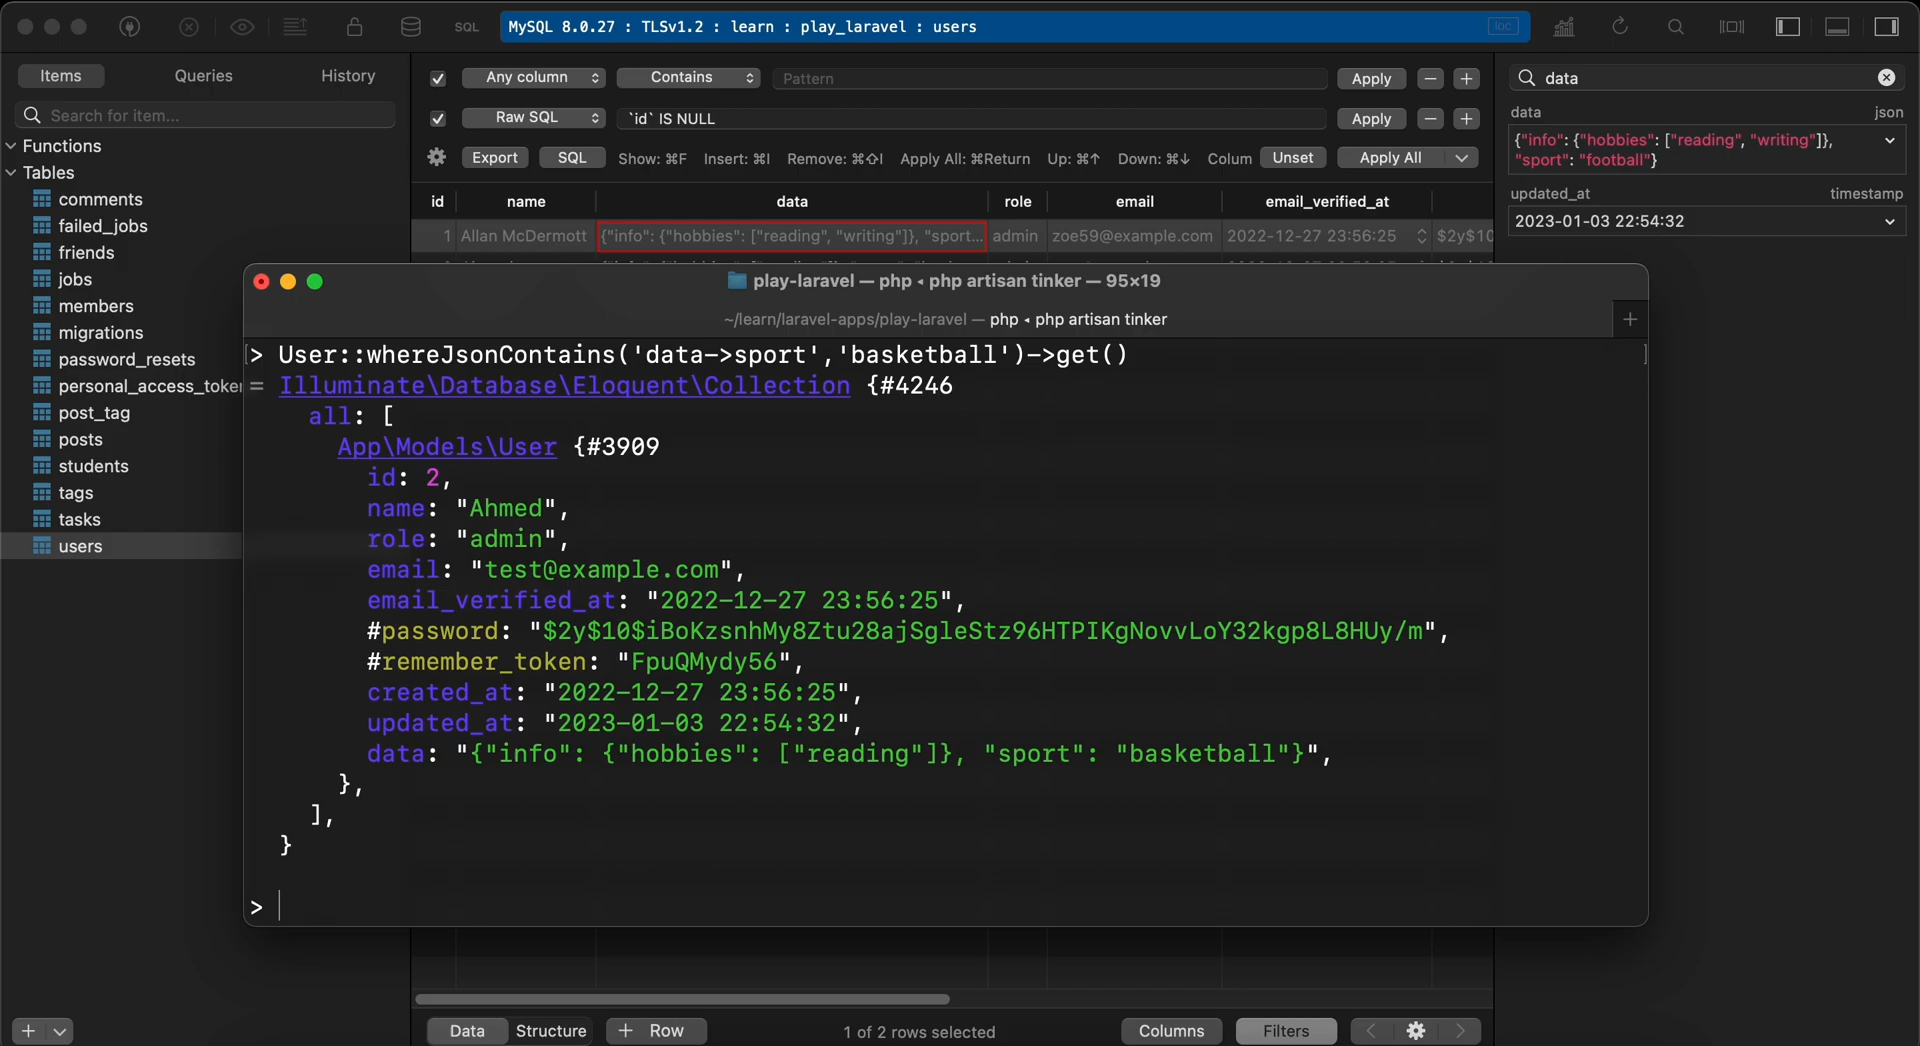 SQL
MySQL 8.0.27 : TLSv1.2 : learn : play_laravel : users
loc
Items
Queries
History
Search for item...
Functions
Tables
comments
failed_jobs
friends
jobs
members
migrations
password_resets
personal_access_token
post_tag
posts
students
tags
tasks
users
Any column
Contains
Pattern
Apply
Raw SQL
`id` IS NULL
Apply
Export
SQL
Show: ⌘F
Insert: ⌘I
Remove: ⌘⇧I
Apply All: ⌘Return
Up: ⌘↑
Down: ⌘↓
Colum
Unset
Apply All
id
name
data
role
email
email_verified_at
1
Allan McDermott
{"info": {"hobbies": ["reading", "writing"]}, "sport...
admin
zoe59@example.com
2022-12-27 23:56:25
$2y$10
data
data
json
{"info": {"hobbies": ["reading", "writing"]},
"sport": "football"}
updated_at
timestamp
2023-01-03 22:54:32
play-laravel — php ◂ php artisan tinker — 95×19
~/learn/laravel-apps/play-laravel — php ◂ php artisan tinker
> User::whereJsonContains('data->sport','basketball')->get()
= Illuminate\Database\Eloquent\Collection {#4246
all: [
App\Models\User {#3909
id: 2,
name: "Ahmed",
role: "admin",
email: "test@example.com",
email_verified_at: "2022-12-27 23:56:25",
#password: "$2y$10$iBoKzsnhMy8Ztu28ajSgleStz96HTPIKgNovvLoY32kgp8L8HUy/m",
#remember_token: "FpuQMydy56",
created_at: "2022-12-27 23:56:25",
updated_at: "2023-01-03 22:54:32",
data: "{"info": {"hobbies": ["reading"]}, "sport": "basketball"}",
},
],
}
>
Data
Structure
+ Row
1 of 2 rows selected
Columns
Filters